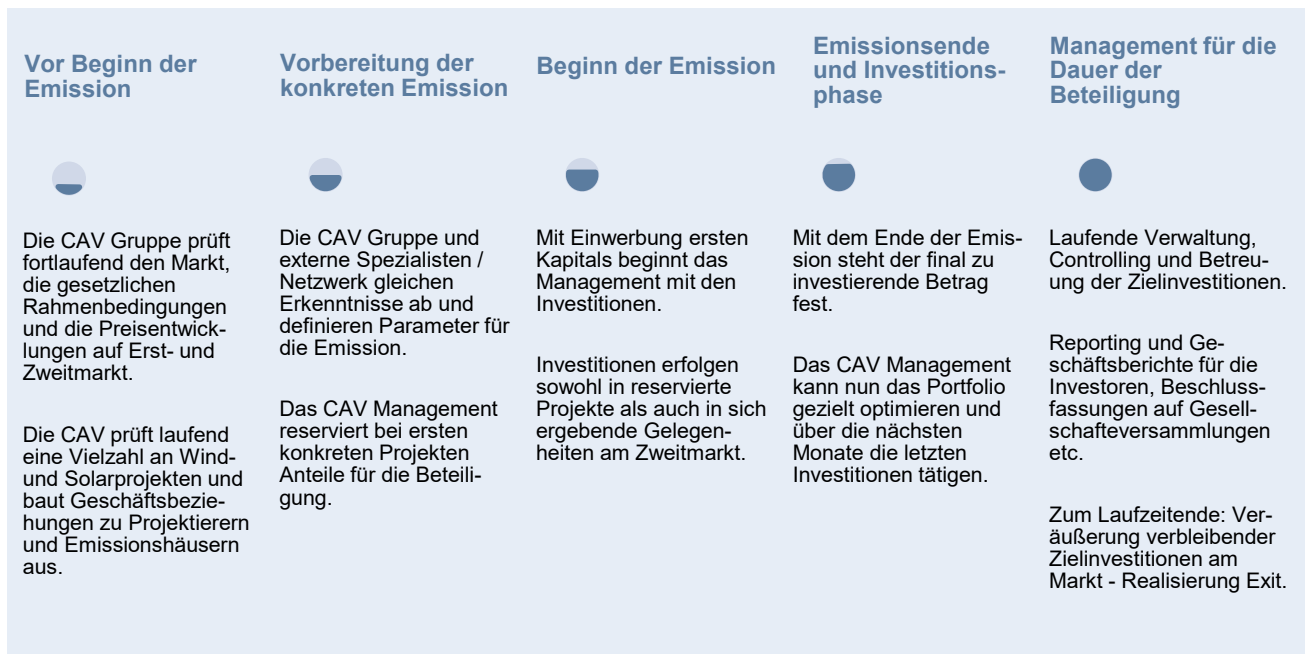 Vor Beginn der
Emission
Die CAV Gruppe prüft
fortlaufend den Markt,
die gesetzlichen
Rahmenbedingungen
und die Preisentwick-
lungen auf Erst- und
Zweitmarkt.
Die CAV prüft laufend
eine Vielzahl an Wind-
und Solarprojekten und
baut Geschäftsbezie-
hungen zu Projektierern
und Emissionshäusern
aus.
Vorbereitung der
konkreten Emission
Die CAV Gruppe und
externe Spezialisten /
Netzwerk gleichen
Erkenntnisse ab und
definieren Parameter für
die Emission.
Das CAV Management
reserviert bei ersten
konkreten Projekten
Anteile für die Beteili-
gung.
Beginn der Emission
Mit Einwerbung ersten
Kapitals beginnt das
Management mit den
Investitionen.
Investitionen erfolgen
sowohl in reservierte
Projekte als auch in sich
ergebende Gelegen-
heiten am Zweitmarkt.
Emissionsende
und Investitions-
phase
Mit dem Ende der Emis-
sion steht der final zu
investierende Betrag
fest.
Das CAV Management
kann nun das Portfolio
gezielt optimieren und
über die nächsten
Monate die letzten
Investitionen tätigen.
Management für die
Dauer der
Beteiligung
Laufende Verwaltung,
Controlling und Betreu-
ung der Zielinvestitionen.
Reporting und Ge-
schäftsberichte für die
Investoren, Beschluss-
fassungen auf Gesell-
schafteversammlungen
etc.
Zum Laufzeitende: Ver-
äußerung verbleibender
Zielinvestitionen am
Markt - Realisierung Exit.